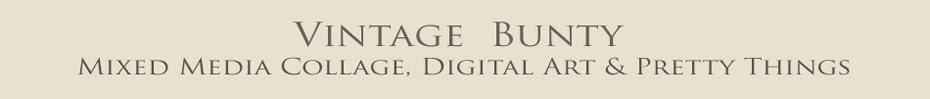 Vintage Bunty
Mixed Media Collage, Digital Art & Pretty Things